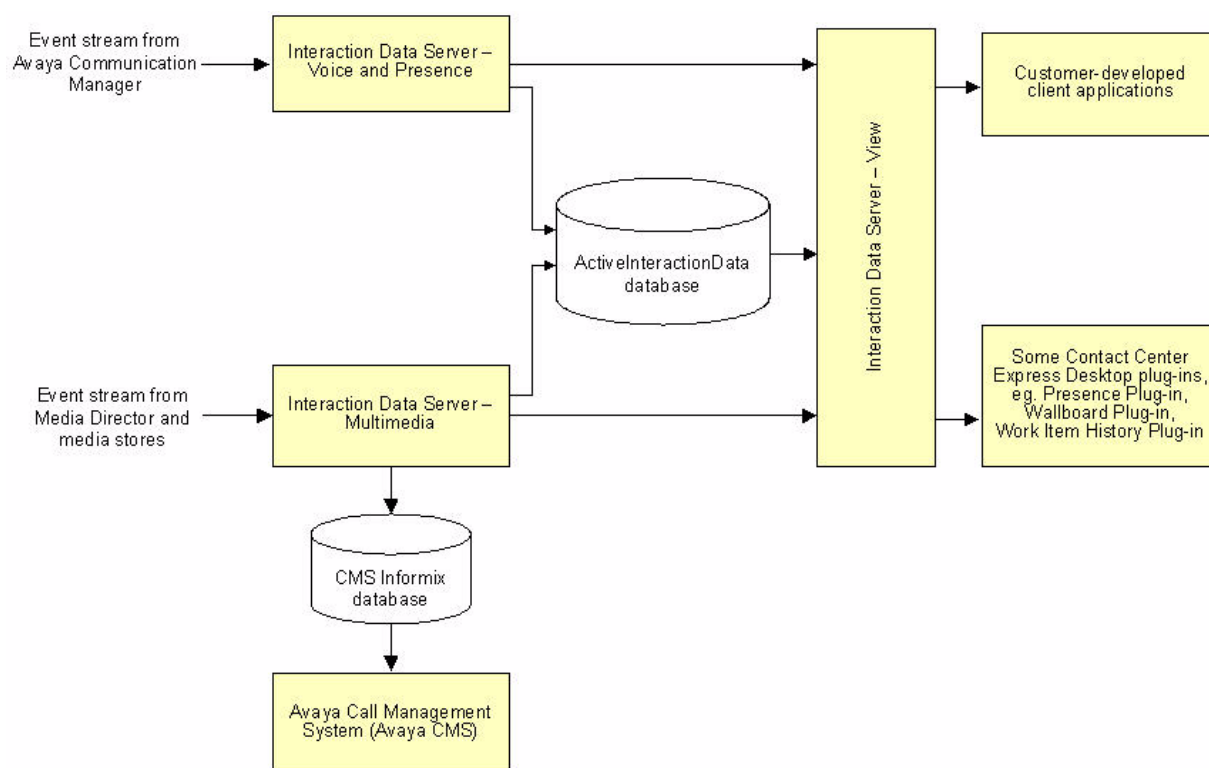 Event stream from
Avaya Communication
Manager
Interaction Data Server –
Voice and Presence
Customer-developed
client applications
Interaction Data Server – View
ActiveInteractionData
database
Event stream from
Media Director and
media stores
Interaction Data Server –
Multimedia
Some Contact Center
Express Desktop plug-ins,
eg. Presence Plug-in,
Wallboard Plug-in,
Work Item History Plug-in
CMS Informix
database
Avaya Call Management
System (Avaya CMS)